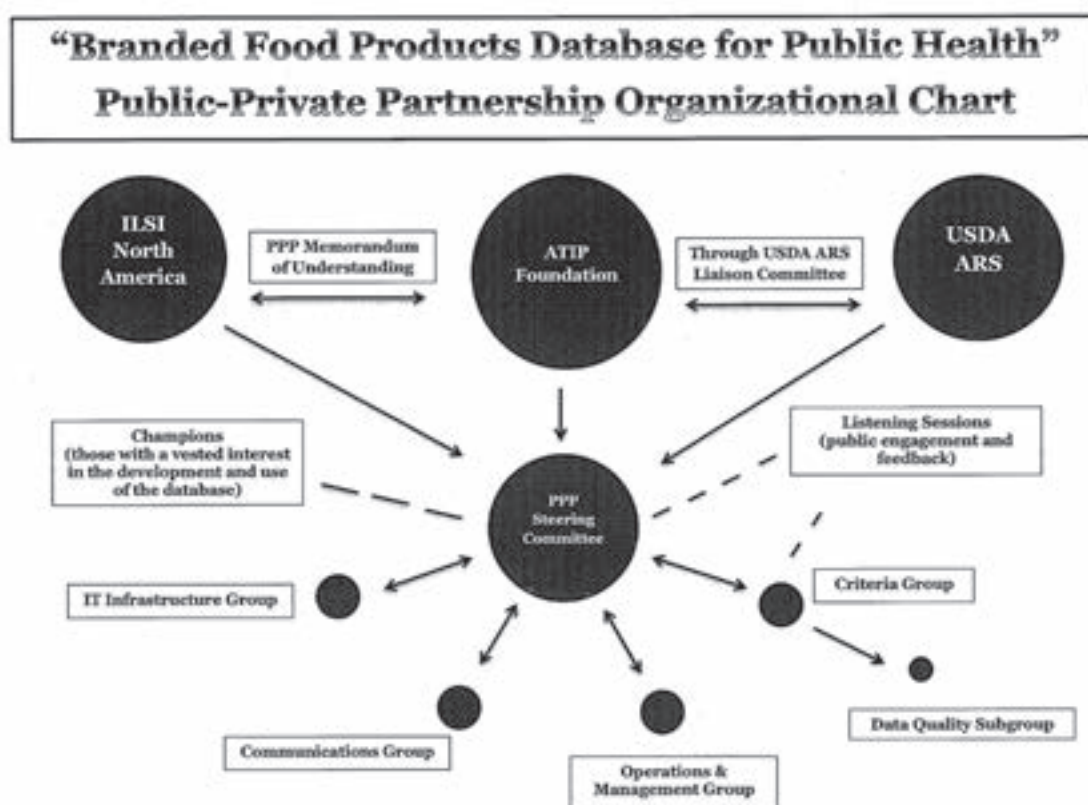 “Branded Food Products Database for Public Health”
Public-Private Partnership Organizational Chart
ILSI
North
America
PPP Memorandum
of Understanding
ATIP
Foundation
Through USDA ARS
Liaison Committee
USDA
ARS
Champions
(those with a vested interest
in the development and use
of the database)
Listening Sessions
(public engagement and
feedback)
PPP
Steering
Committee
IT Infrastructure Group
Criteria Group
Communications Group
Operations &
Management Group
Data Quality Subgroup